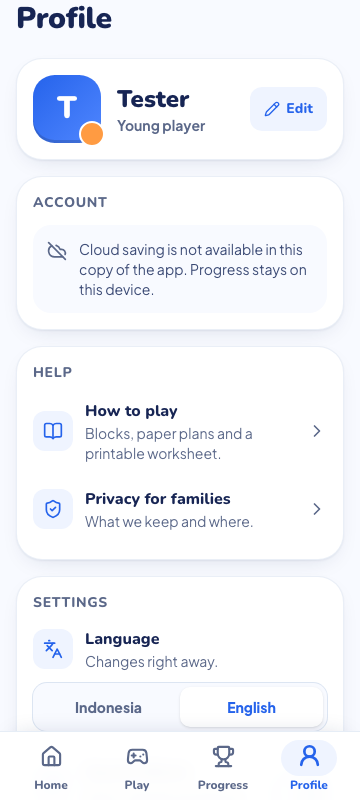 Profile
T
Tester
Young player
Edit
ACCOUNT
Cloud saving is not available in this
copy of the app. Progress stays on
this device.
HELP
How to play
Blocks, paper plans and a
printable worksheet.
Privacy for families
What we keep and where.
SETTINGS
Language
Changes right away.
Indonesia
English
Home
Play
Progress
Profile